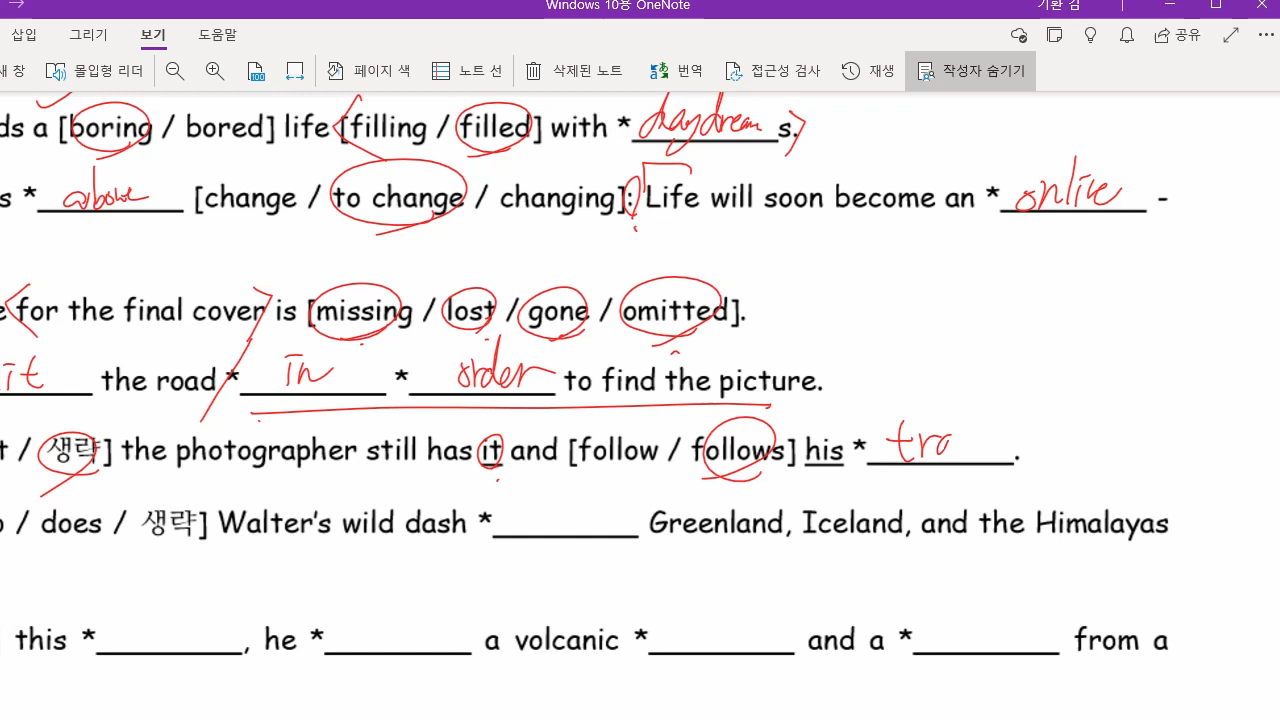 Windows 10용 OneNote 기환 김
삽입 그리기 보기 도움말 공유
새 창 몰입형 리더 페이지 색 노트 선 삭제된 노트 번역 접근성 검사 재생 작성자 숨기기
ds a [boring / bored] life [filling / filled] with * daydream s.
s * above [change / to change / changing]: Life will soon become an * online -
e for the final cover is [missing / lost / gone / omitted].
it the road * in * order to find the picture.
t / 생략] the photographer still has it and [follow / follows] his * tra .
o / does / 생략] Walter's wild dash *________ Greenland, Iceland, and the Himalayas
] this *________, he *________ a volcanic *________ and a *________ from a